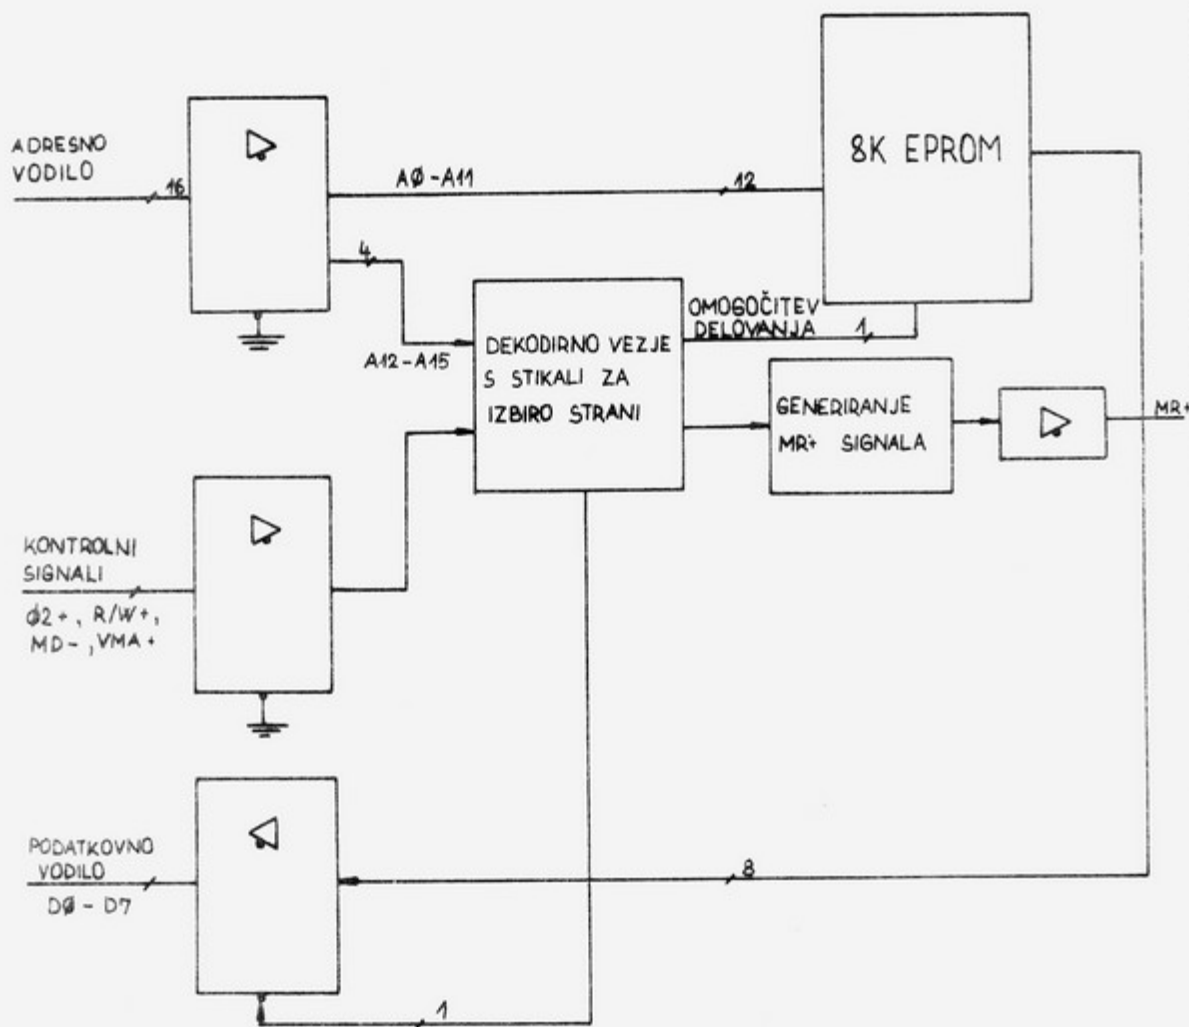 8K EPROM
ADRESNO
VODILO
16
AØ-A11
12
4
A12-A15
DEKODIRNO VEZJE
S STIKALI ZA
IZBIRO STRANI
OMOGOČITEV
DELOVANJA
1
GENERIRANJE
MR+ SIGNALA
MR+
KONTROLNI
SIGNALI
Ø2+, R/W+,
MD-, VMA+
PODATKOVNO
VODILO
DØ - D7
8
1